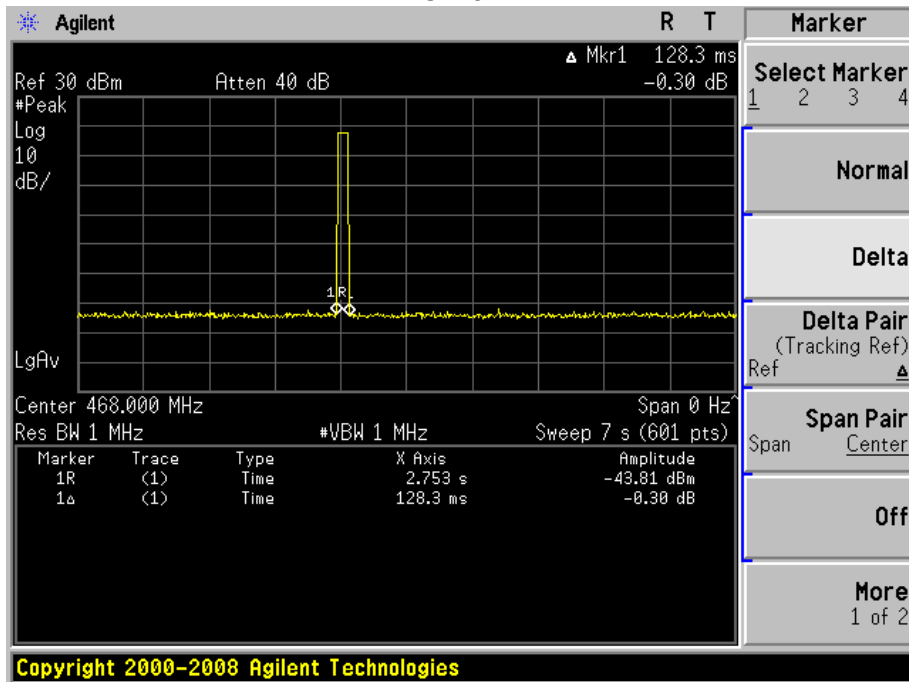 Agilent R T Marker
▵ Mkr1 128.3 ms
Ref 30 dBm Atten 40 dB -0.30 dB
#Peak
Log
10
dB/
1R
LgAv
Center 468.000 MHz Span 0 Hz^
Res BW 1 MHz #VBW 1 MHz Sweep 7 s (601 pts)
Marker Trace Type X Axis Amplitude
1R (1) Time 2.753 s -43.81 dBm
1▵ (1) Time 128.3 ms -0.30 dB
Select Marker
1 2 3 4
Normal
Delta
Delta Pair
(Tracking Ref)
Ref ▵
Span Pair
Span Center
Off
More
1 of 2
Copyright 2000-2008 Agilent Technologies